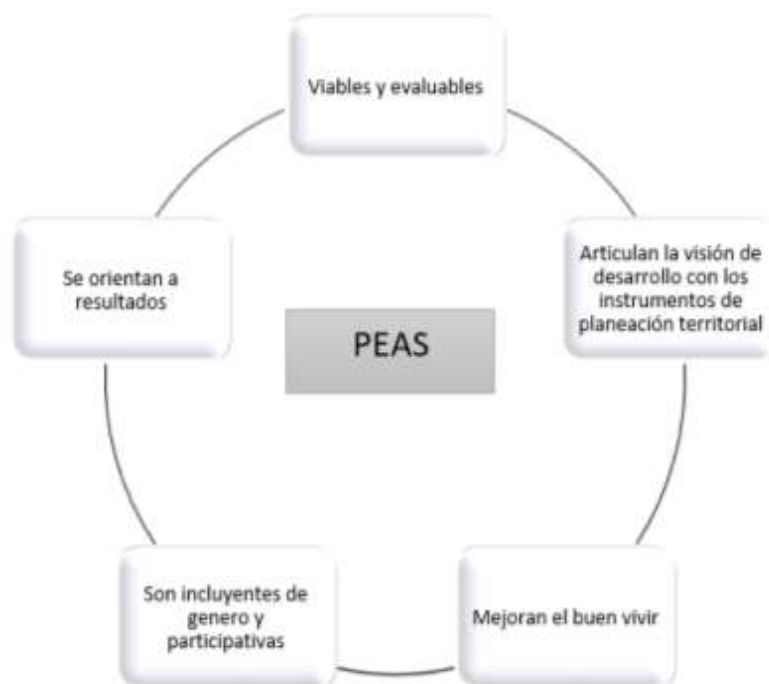 Viables y evaluables
Articulan la visión de
desarrollo con los
instrumentos de
planeación territorial
Mejoran el buen vivir
Son incluyentes de
genero y
participativas
Se orientan a
resultados
PEAS